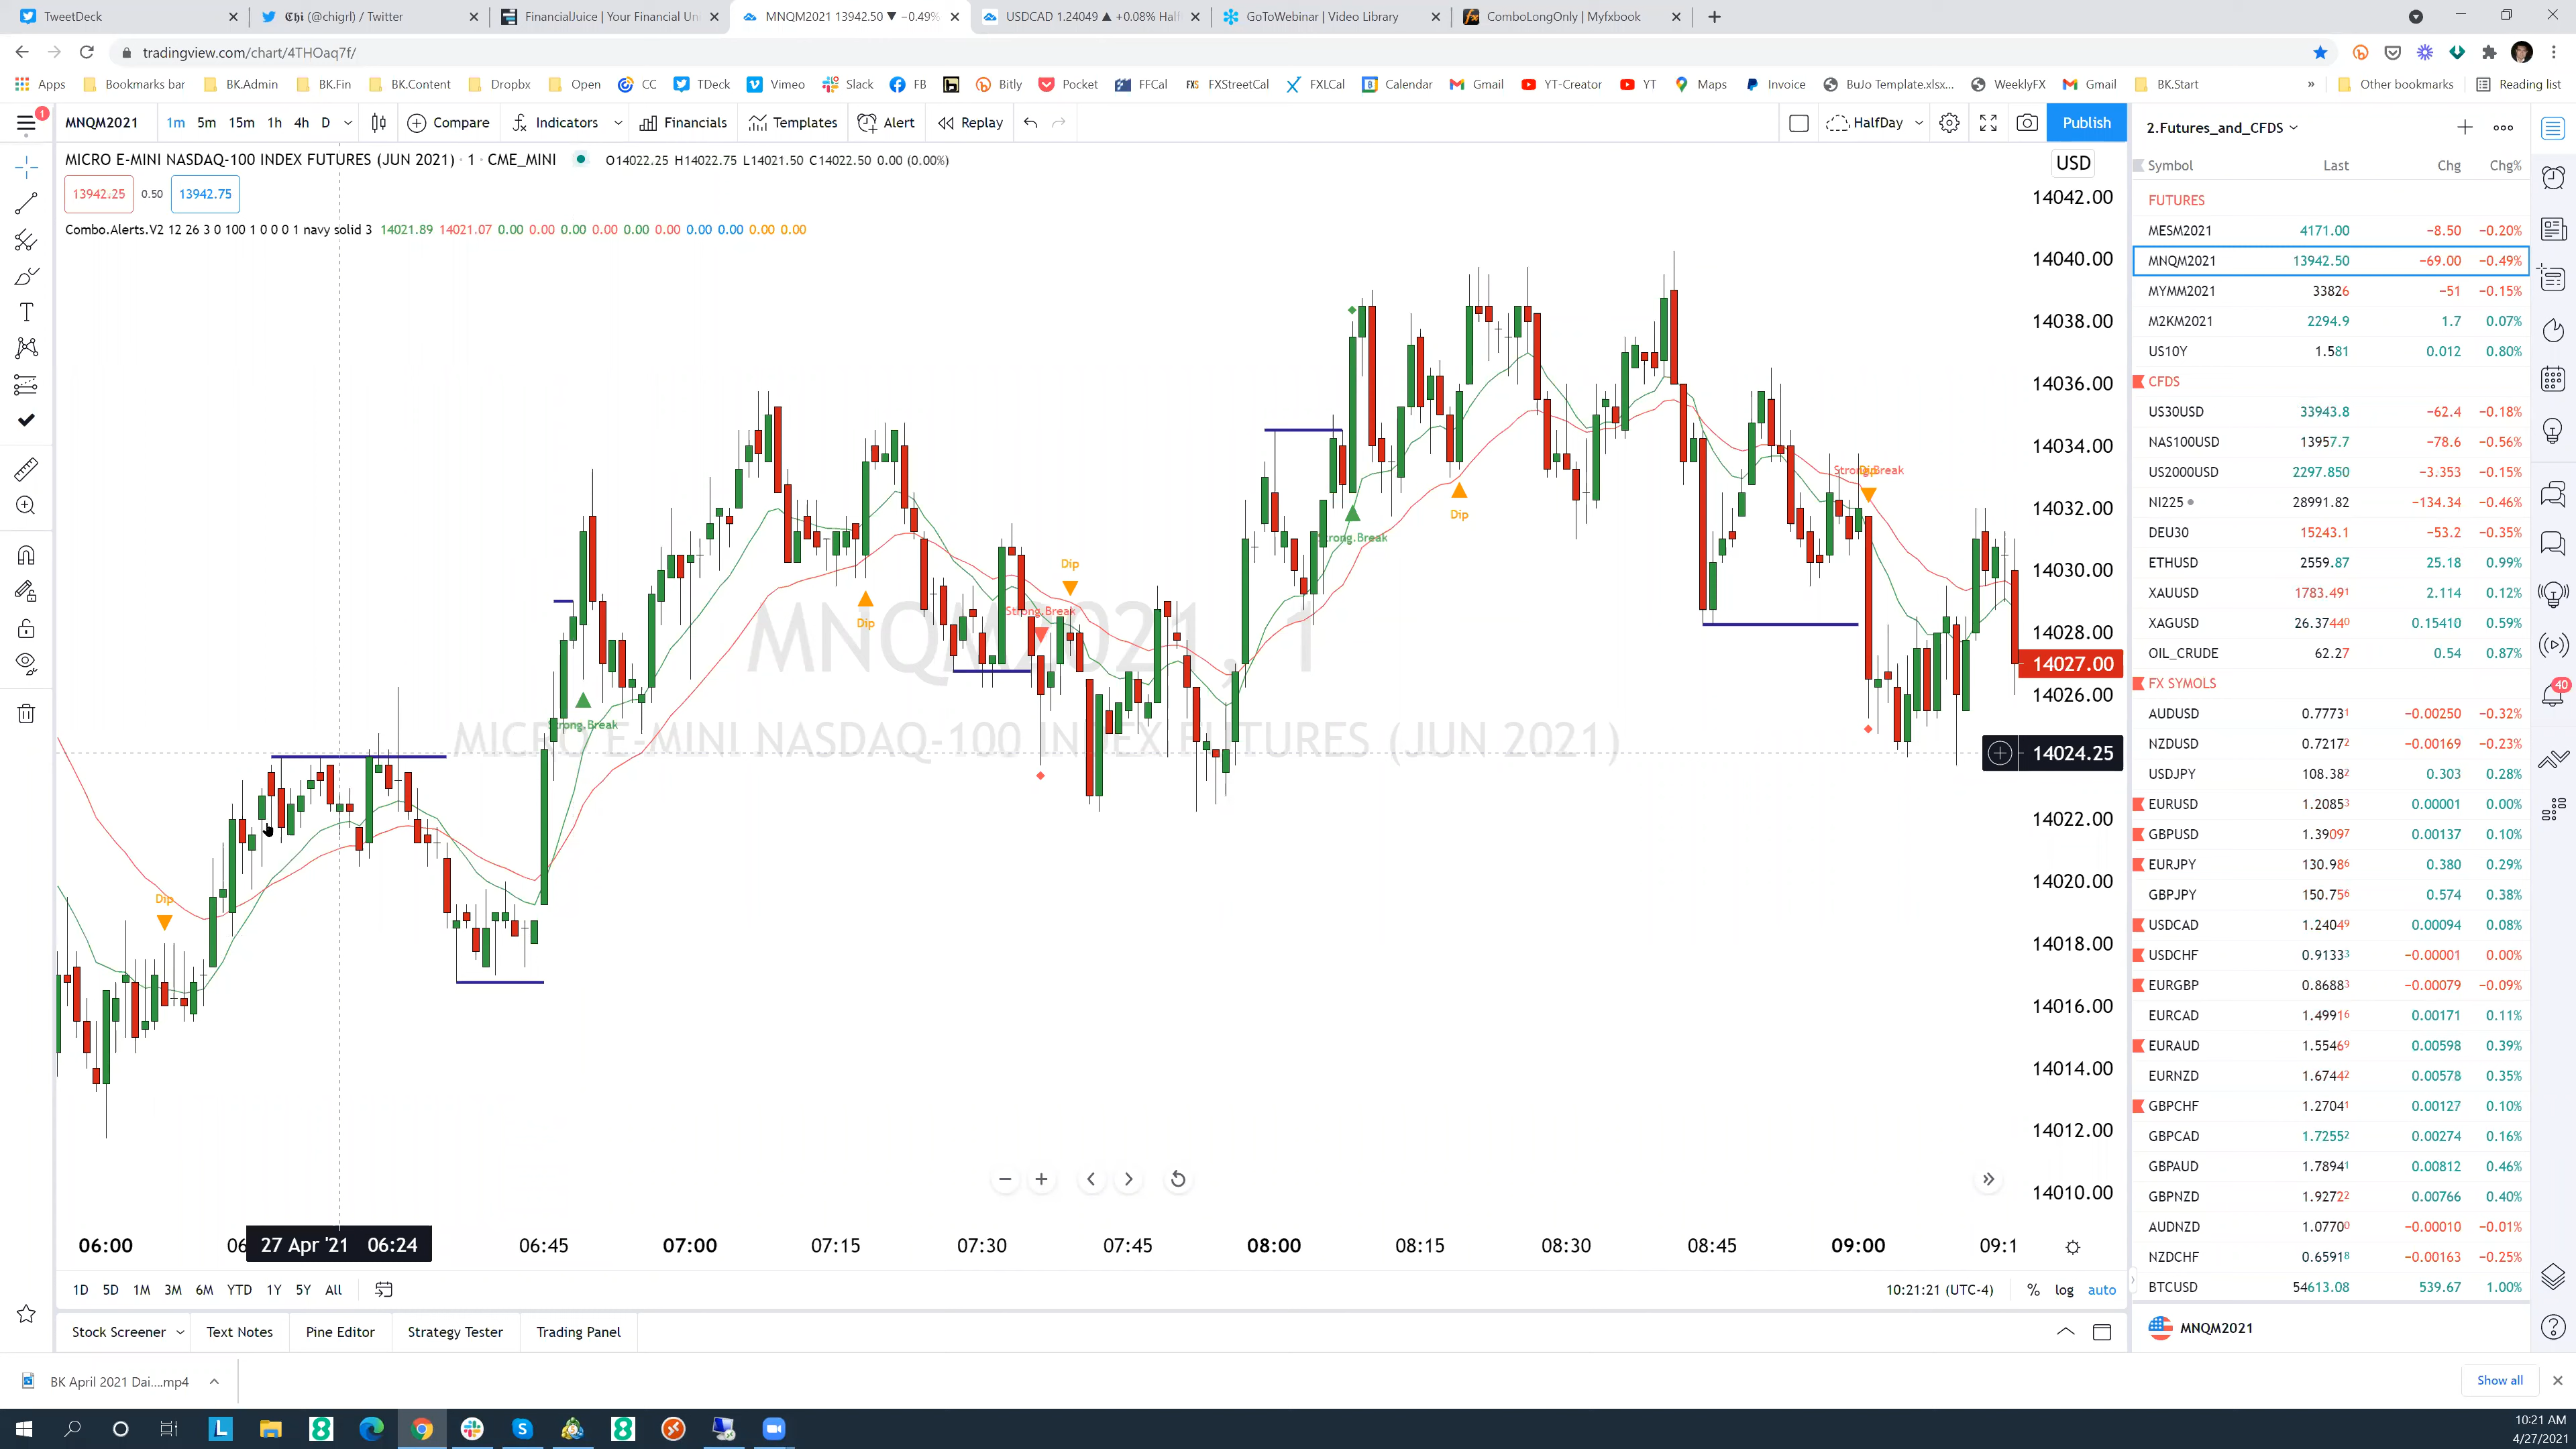 TweetDeck
Chi (@chigrl) / Twitter
FinancialJuice | Your Financial Uni
MNQM2021 13942.50 ▼ −0.49%
USDCAD 1.24049 ▲ +0.08% Half
GoToWebinar | Video Library
ComboLongOnly | Myfxbook
tradingview.com/chart/4THOaq7f/
Apps Bookmarks bar BK.Admin BK.Fin BK.Content Dropbx Open CC TDeck Vimeo Slack FB Bitly Pocket FFCal FXStreetCal FXLCal Calendar Gmail YT-Creator YT Maps Invoice BuJo Template.xlsx... WeeklyFX Gmail BK.Start » Other bookmarks Reading list
1 MNQM2021 1m 5m 15m 1h 4h D Compare Indicators Financials Templates Alert Replay HalfDay Publish
MICRO E-MINI NASDAQ-100 INDEX FUTURES (JUN 2021) · 1 · CME_MINI O14022.25 H14022.75 L14021.50 C14022.50 0.00 (0.00%)
13942.25 0.50 13942.75
Combo.Alerts.V2 12 26 3 0 100 1 0 0 0 1 navy solid 3 14021.89 14021.07 0.00 0.00 0.00 0.00 0.00 0.00 0.00 0.00 0.00 0.00
MNQM2021, 1
MICRO E-MINI NASDAQ-100 INDEX FUTURES (JUN 2021)
Dip
Strong.Break
Dip
Strong.Break
Dip
Strong.Break
Dip
Strong.Break
Dip
USD
14042.00
14040.00
14038.00
14036.00
14034.00
14032.00
14030.00
14028.00
14027.00
14026.00
14024.25
14022.00
14020.00
14018.00
14016.00
14014.00
14012.00
14010.00
06:00 27 Apr '21 06:24 06:45 07:00 07:15 07:30 07:45 08:00 08:15 08:30 08:45 09:00 09:1
1D 5D 1M 3M 6M YTD 1Y 5Y All 10:21:21 (UTC-4) % log auto
Stock Screener Text Notes Pine Editor Strategy Tester Trading Panel
2.Futures_and_CFDS
Symbol Last Chg Chg%
FUTURES
MESM2021 4171.00 −8.50 −0.20%
MNQM2021 13942.50 −69.00 −0.49%
MYMM2021 33826 −51 −0.15%
M2KM2021 2294.9 1.7 0.07%
US10Y 1.581 0.012 0.80%
CFDS
US30USD 33943.8 −62.4 −0.18%
NAS100USD 13957.7 −78.6 −0.56%
US2000USD 2297.850 −3.353 −0.15%
NI225 28991.82 −134.34 −0.46%
DEU30 15243.1 −53.2 −0.35%
ETHUSD 2559.87 25.18 0.99%
XAUUSD 1783.491 2.114 0.12%
XAGUSD 26.37440 0.15410 0.59%
OIL_CRUDE 62.27 0.54 0.87%
FX SYMOLS
AUDUSD 0.77731 −0.00250 −0.32%
NZDUSD 0.72172 −0.00169 −0.23%
USDJPY 108.382 0.303 0.28%
EURUSD 1.20853 0.00001 0.00%
GBPUSD 1.39097 0.00137 0.10%
EURJPY 130.986 0.380 0.29%
GBPJPY 150.756 0.574 0.38%
USDCAD 1.24049 0.00094 0.08%
USDCHF 0.91333 −0.00001 0.00%
EURGBP 0.86883 −0.00079 −0.09%
EURCAD 1.49916 0.00171 0.11%
EURAUD 1.55469 0.00598 0.39%
EURNZD 1.67442 0.00578 0.35%
GBPCHF 1.27041 0.00127 0.10%
GBPCAD 1.72552 0.00274 0.16%
GBPAUD 1.78941 0.00812 0.46%
GBPNZD 1.92722 0.00766 0.40%
AUDNZD 1.07700 −0.00010 −0.01%
NZDCHF 0.65918 −0.00163 −0.25%
BTCUSD 54613.08 539.67 1.00%
MNQM2021
40
BK April 2021 Dai....mp4
Show all
10:21 AM
4/27/2021